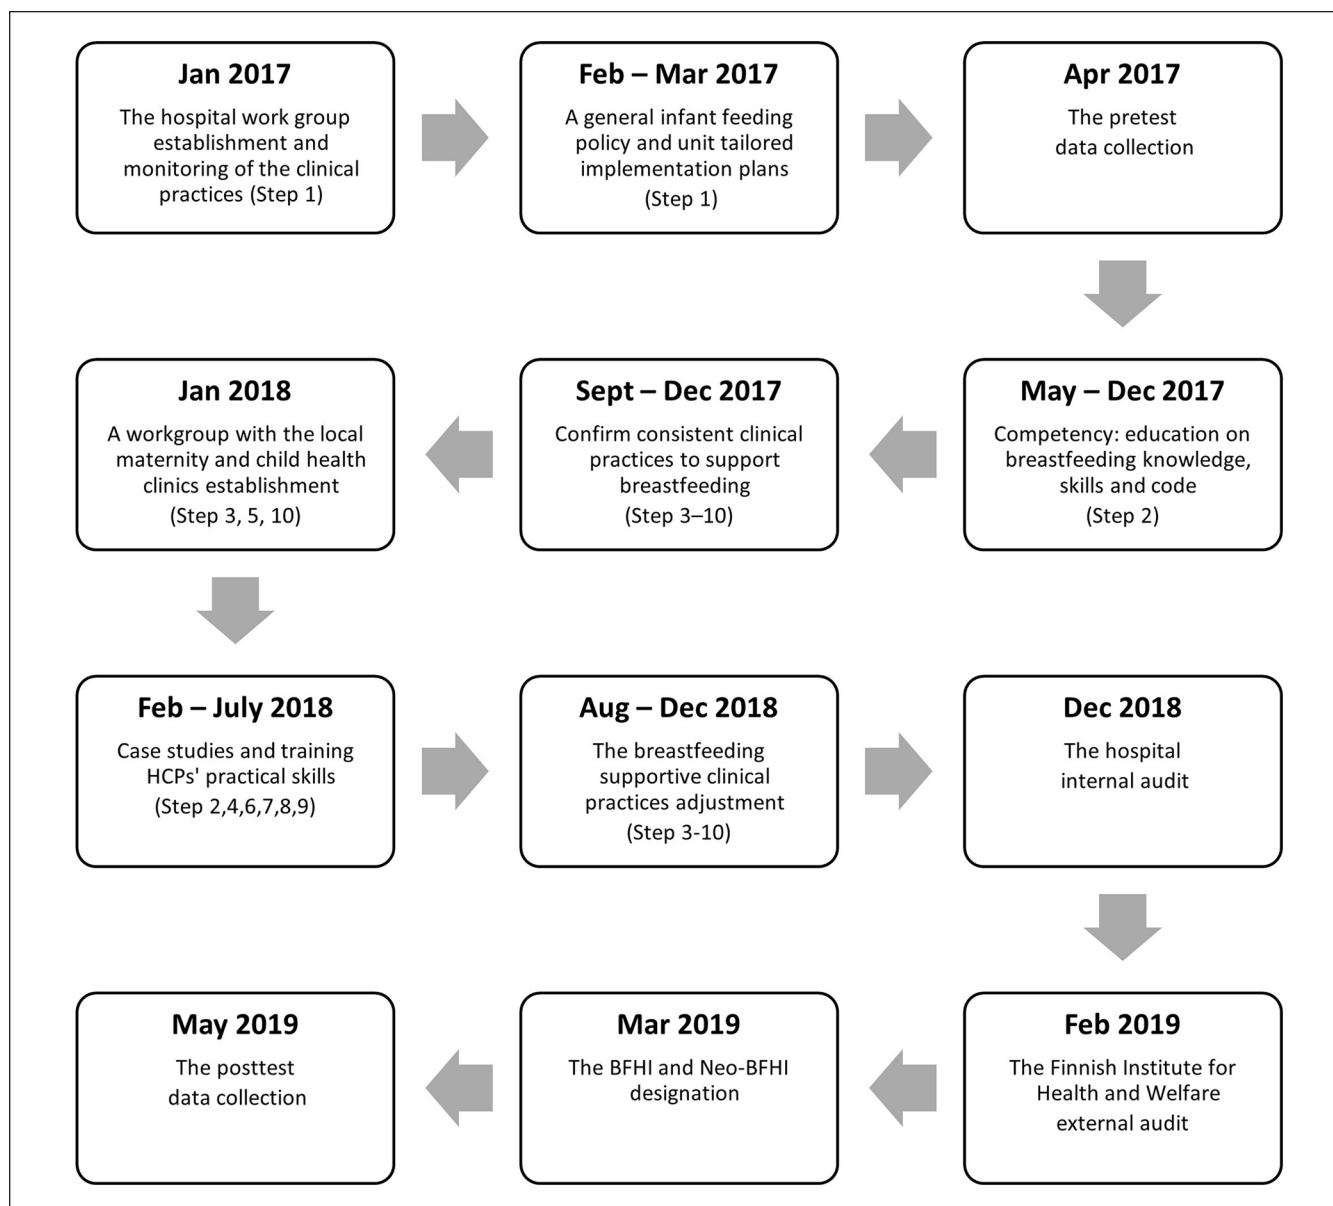 Jan 2017
The hospital work group
establishment and
monitoring of the clinical
practices (Step 1)
Feb – Mar 2017
A general infant feeding
policy and unit tailored
implementation plans
(Step 1)
Apr 2017
The pretest
data collection
May – Dec 2017
Competency: education on
breastfeeding knowledge,
skills and code
(Step 2)
Sept – Dec 2017
Confirm consistent clinical
practices to support
breastfeeding
(Step 3–10)
Jan 2018
A workgroup with the local
maternity and child health
clinics establishment
(Step 3, 5, 10)
Feb – July 2018
Case studies and training
HCPs' practical skills
(Step 2,4,6,7,8,9)
Aug – Dec 2018
The breastfeeding
supportive clinical
practices adjustment
(Step 3-10)
Dec 2018
The hospital
internal audit
Feb 2019
The Finnish Institute for
Health and Welfare
external audit
Mar 2019
The BFHI and Neo-BFHI
designation
May 2019
The posttest
data collection